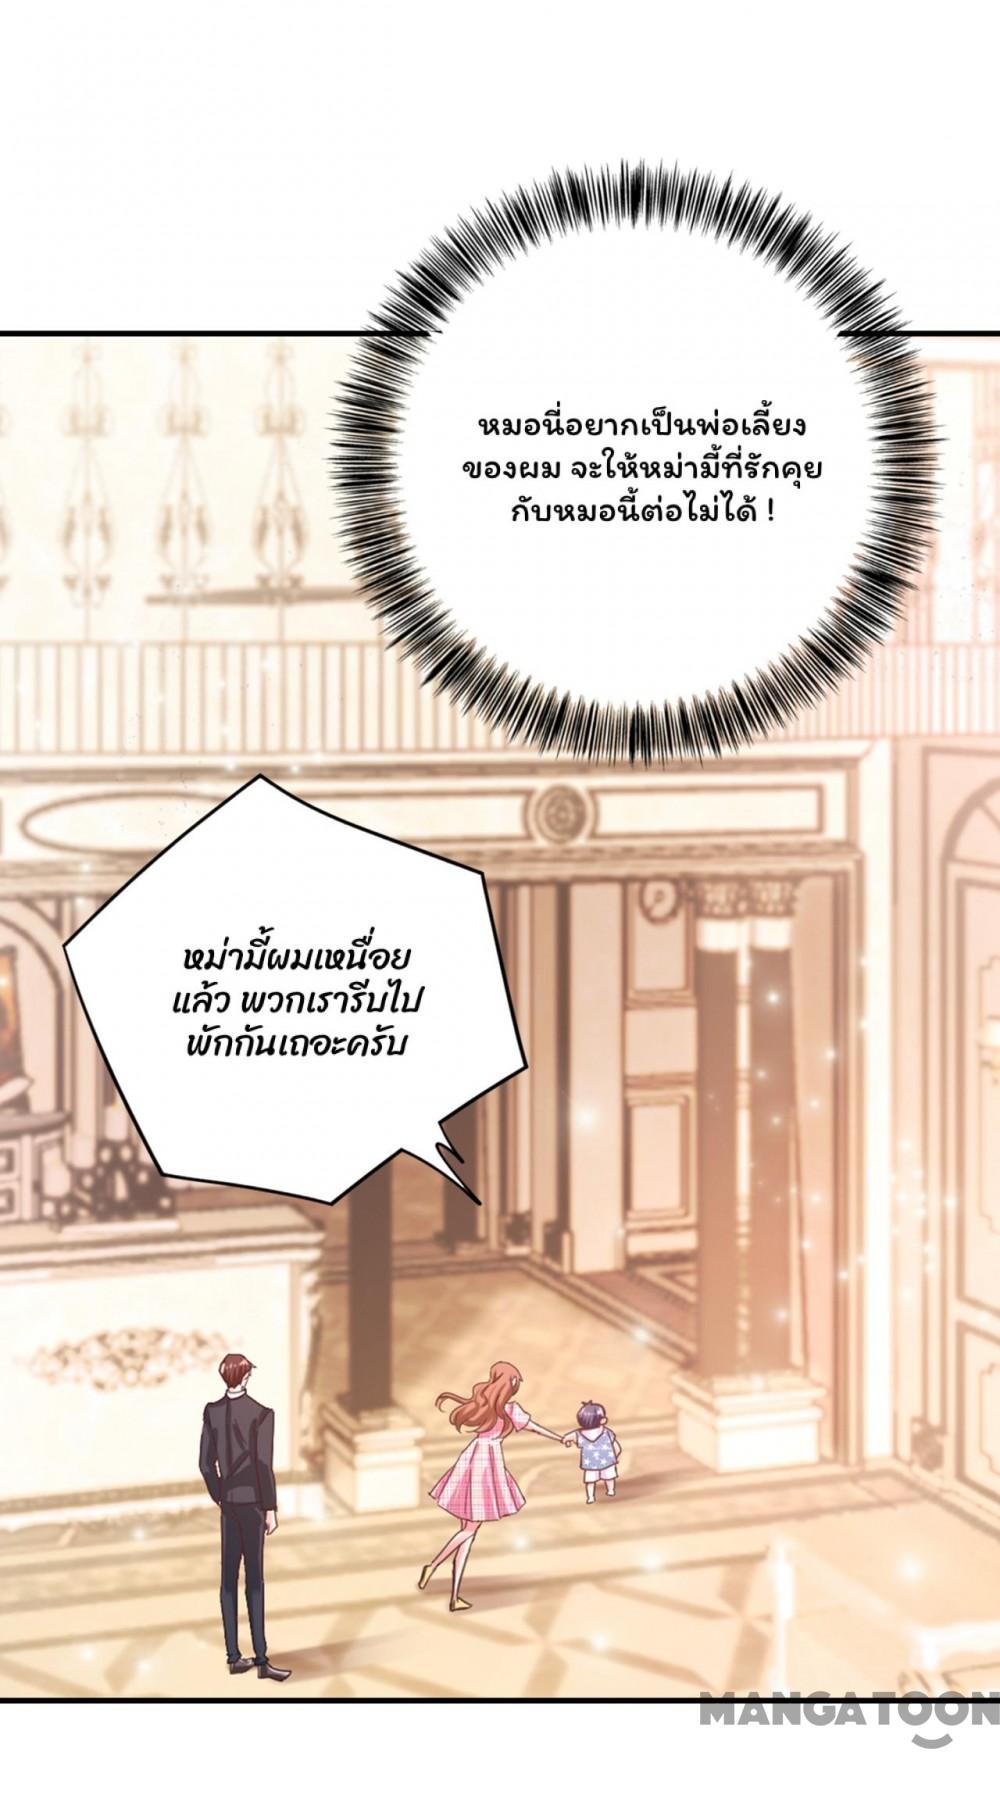 หมอนี่อยากเป็นพ่อเลี้ยง
ของผม จะให้หม่ามี้ที่รักคุย
กับหมอนี้ต่อไม่ได้ !
หม่ามี้ผมเหนื่อย
แล้ว พวกเรารีบไป
พักกันเถอะครับ
MANGATOON